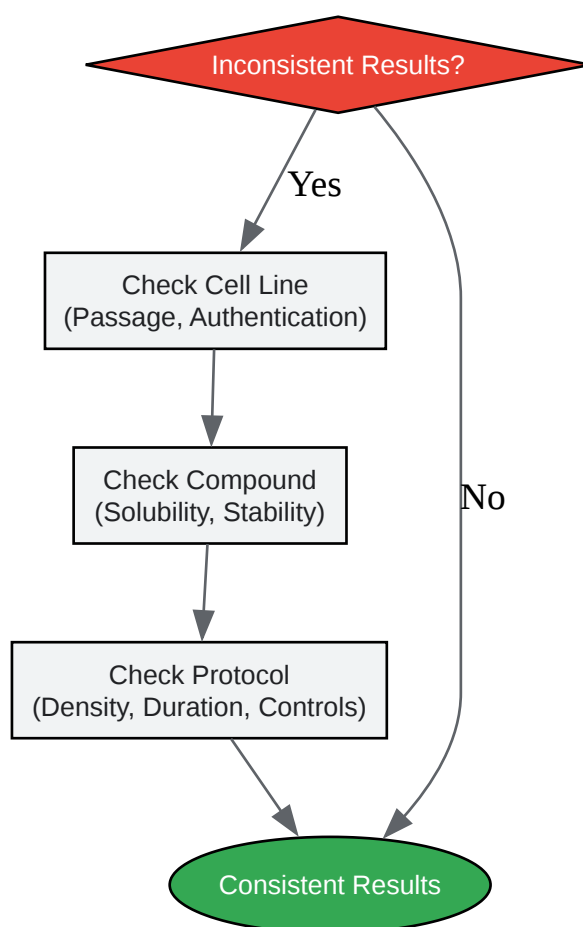 Inconsistent Results?
Yes
Check Cell Line
(Passage, Authentication)
Check Compound
(Solubility, Stability)
No
Check Protocol
(Density, Duration, Controls)
Consistent Results